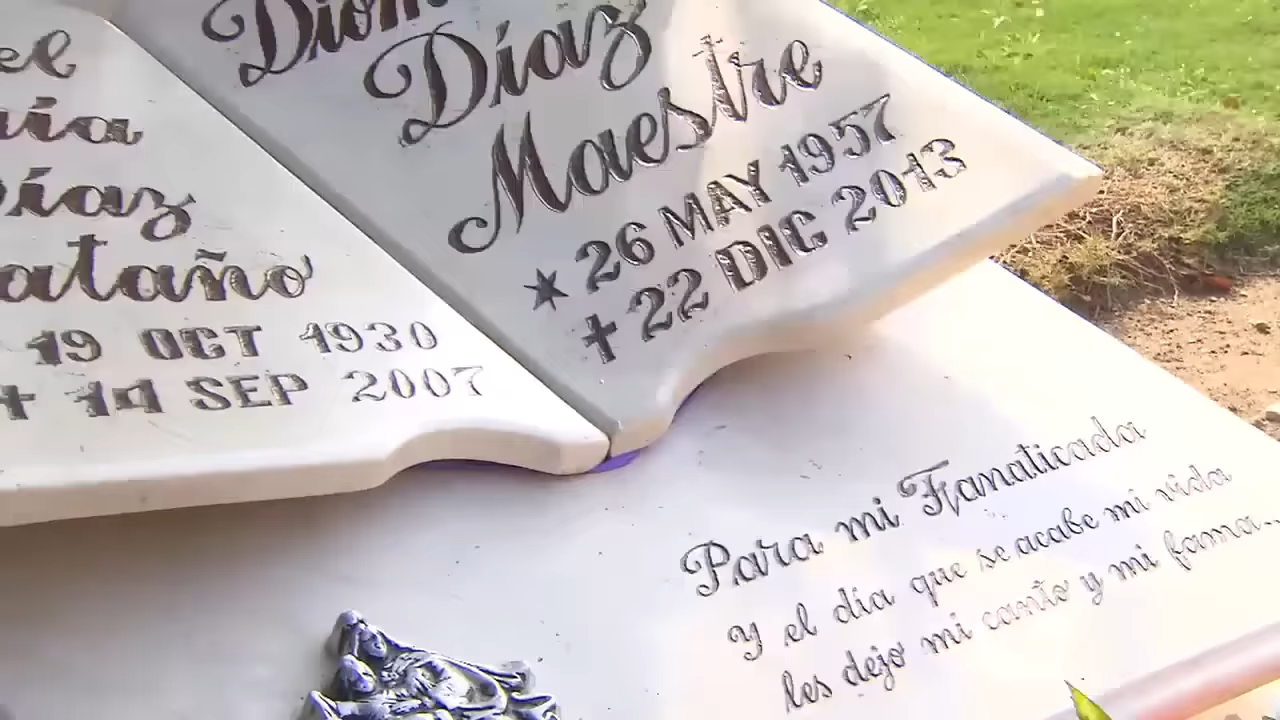 Díaz
Maestre
26 MAY 1957
22 DIC 2013
19 OCT 1930
14 SEP 2007
Para mi Fanaticada
Y el día que se acabe mi vida
les dejo mi canto y mi fama...